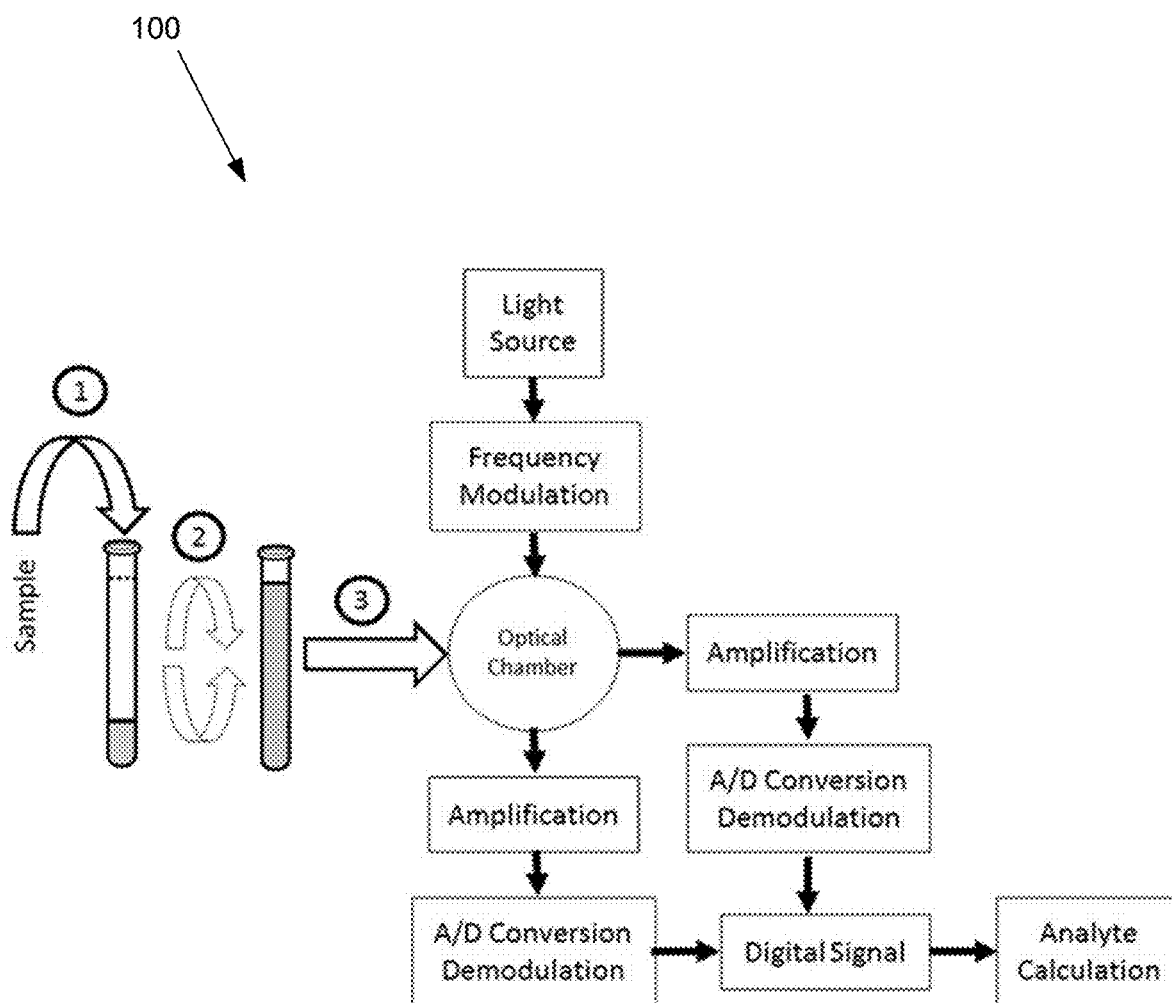 100
Light
Source
1
Frequency
Modulation
2
Sample
3
Optical
Chamber
Amplification
Amplification
A/D Conversion
Demodulation
A/D Conversion
Demodulation
Digital Signal
Analyte
Calculation